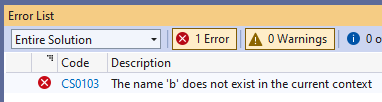 Error List
Entire Solution 1 Error 0 Warnings 0 o
Code Description
CS0103 The name 'b' does not exist in the current context